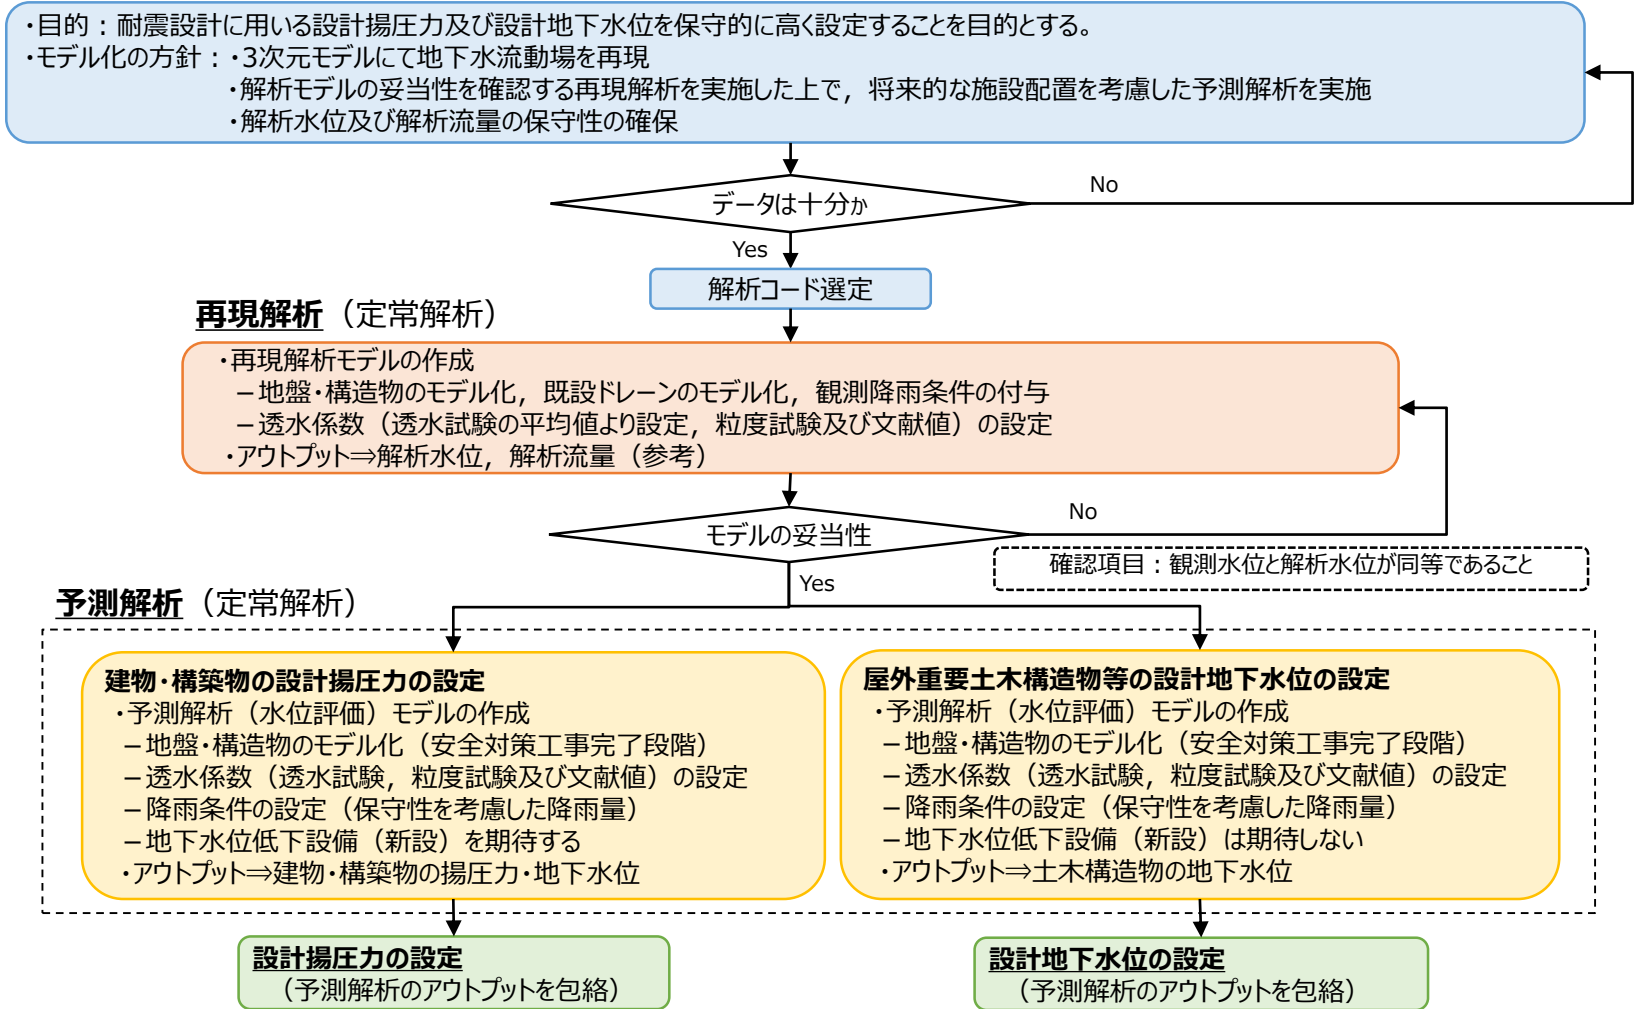 ・目的：耐震設計に用いる設計揚圧力及び設計地下水位を保守的に高く設定することを目的とする。
・モデル化の方針：・3次元モデルにて地下水流動場を再現
・解析モデルの妥当性を確認する再現解析を実施した上で，将来的な施設配置を考慮した予測解析を実施
・解析水位及び解析流量の保守性の確保
データは十分か
No
Yes
解析コード選定
再現解析（定常解析）
・再現解析モデルの作成
－地盤・構造物のモデル化，既設ドレーンのモデル化，観測降雨条件の付与
－透水係数（透水試験の平均値より設定，粒度試験及び文献値）の設定
・アウトプット⇒解析水位，解析流量（参考）
モデルの妥当性
No
確認項目：観測水位と解析水位が同等であること
Yes
予測解析（定常解析）
建物・構築物の設計揚圧力の設定
・予測解析（水位評価）モデルの作成
－地盤・構造物のモデル化（安全対策工事完了段階）
－透水係数（透水試験，粒度試験及び文献値）の設定
－降雨条件の設定（保守性を考慮した降雨量）
－地下水位低下設備（新設）を期待する
・アウトプット⇒建物・構築物の揚圧力・地下水位
屋外重要土木構造物等の設計地下水位の設定
・予測解析（水位評価）モデルの作成
－地盤・構造物のモデル化（安全対策工事完了段階）
－透水係数（透水試験，粒度試験及び文献値）の設定
－降雨条件の設定（保守性を考慮した降雨量）
－地下水位低下設備（新設）は期待しない
・アウトプット⇒土木構造物の地下水位
設計揚圧力の設定
（予測解析のアウトプットを包絡）
設計地下水位の設定
（予測解析のアウトプットを包絡）